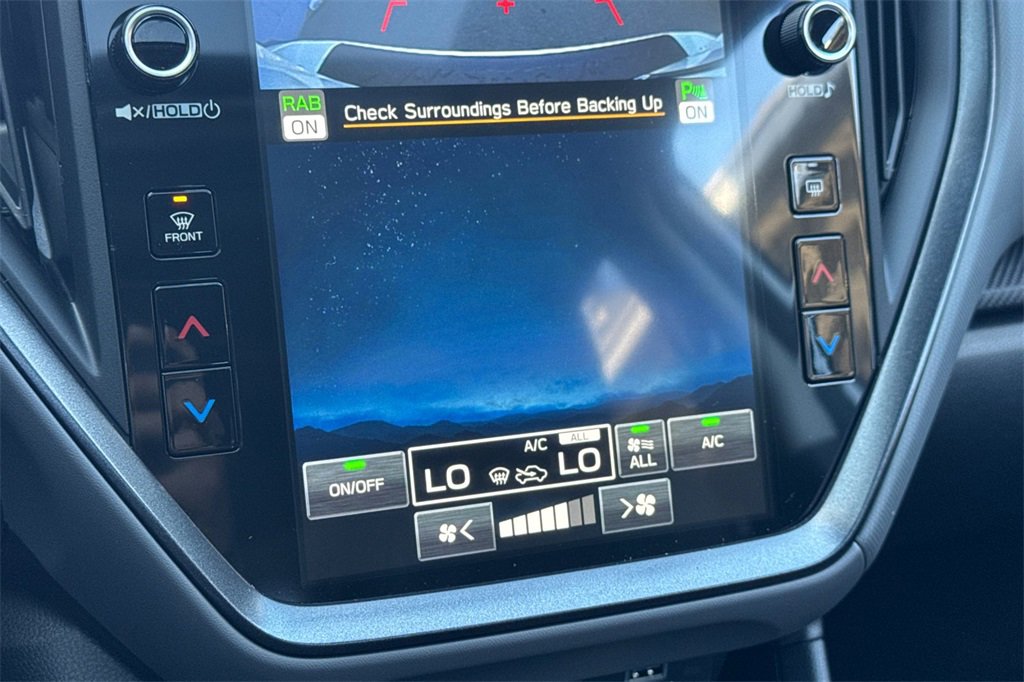 HOLD
HOLD
RAB
ON
Check Surroundings Before Backing Up
P
ON
FRONT
ON/OFF
LO
A/C
ALL
LO
ALL
A/C